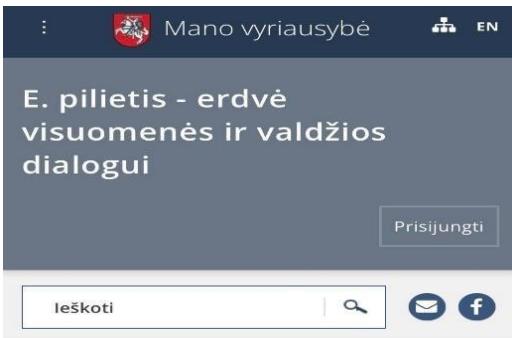 Mano vyriausybė
EN
E. pilietis - erdvė
visuomenės ir valdžios
dialogui
Prisijungti
Ieškoti